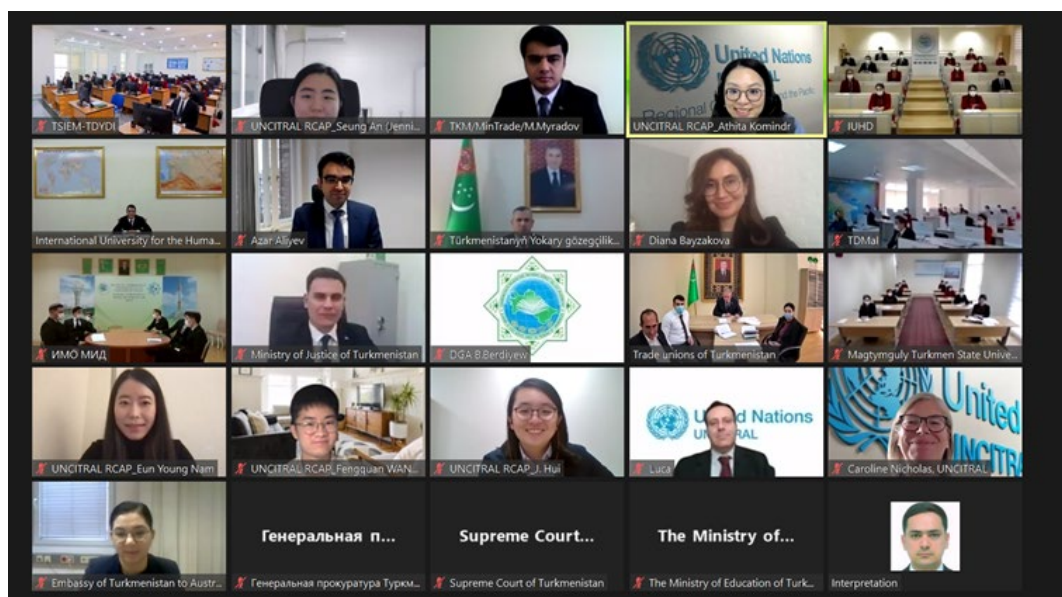 TSIEM-TDYDI
UNCITRAL RCAP_Seung An (Jenni...
TKM/MinTrade/M.Myradov
United Nations
UNCITRAL RCAP_Athita Komindr
IUHD
International University for the Huma...
Azar Aliyev
Türkmenistanyň Yokary gözegçilik...
Diana Bayzakova
TDMal
ИМО МИД
Ministry of Justice of Turkmenistan
DGA B.Berdiyew
Trade unions of Turkmenistan
Magtymguly Turkmen State Unive...
UNCITRAL RCAP_Eun Young Nam
UNCITRAL RCAP_Fengquan WAN...
UNCITRAL RCAP_J. Hui
Nations
Luca
United
UNCITR
Caroline Nicholas, UNCITRAL
Embassy of Turkmenistan to Austr...
Генеральная п...
Генеральная прокуратура Туркм...
Supreme Court...
Supreme Court of Turkmenistan
The Ministry of...
The Ministry of Education of Turk...
Interpretation